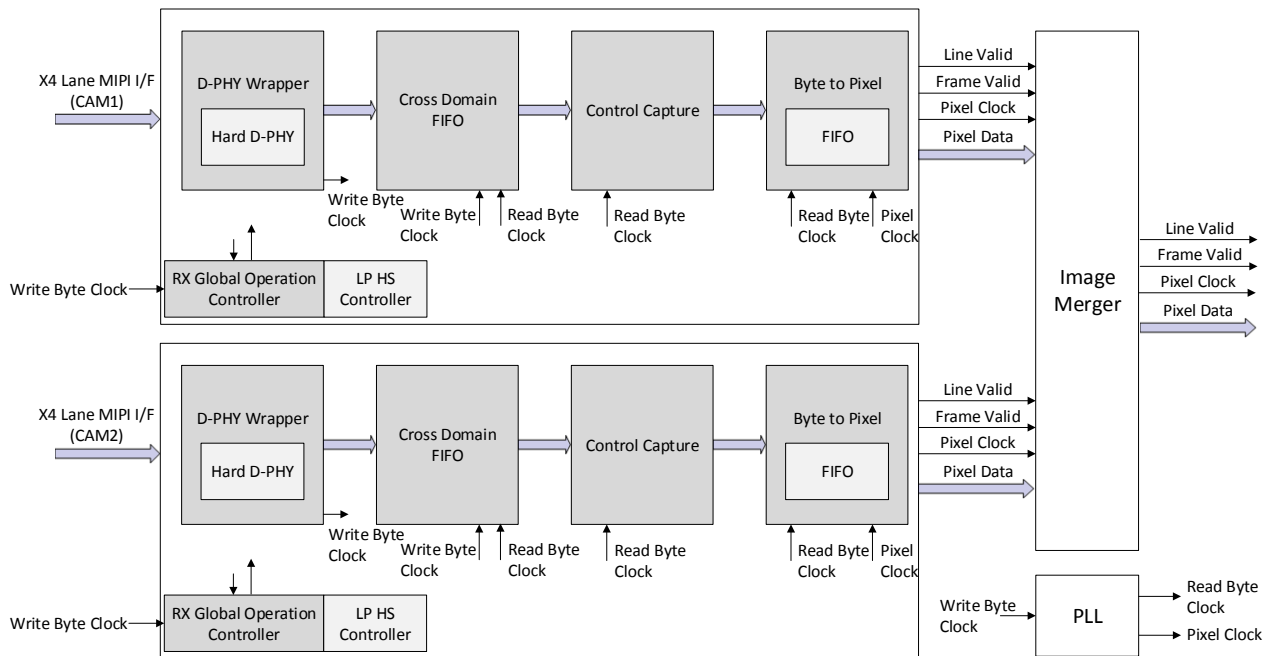 X4 Lane MIPI I/F
(CAM1)
D-PHY Wrapper
Hard D-PHY
Write Byte
Clock
Cross Domain
FIFO
Write Byte
Clock
Read Byte
Clock
Control Capture
Read Byte
Clock
Byte to Pixel
FIFO
Read Byte
Clock
Pixel
Clock
Write Byte Clock
RX Global Operation
Controller
LP HS
Controller
Line Valid
Frame Valid
Pixel Clock
Pixel Data
X4 Lane MIPI I/F
(CAM2)
D-PHY Wrapper
Hard D-PHY
Write Byte
Clock
Cross Domain
FIFO
Write Byte
Clock
Read Byte
Clock
Control Capture
Read Byte
Clock
Byte to Pixel
FIFO
Read Byte
Clock
Pixel
Clock
Write Byte Clock
RX Global Operation
Controller
LP HS
Controller
Line Valid
Frame Valid
Pixel Clock
Pixel Data
Image
Merger
Line Valid
Frame Valid
Pixel Clock
Pixel Data
Write Byte
Clock
PLL
Read Byte
Clock
Pixel Clock